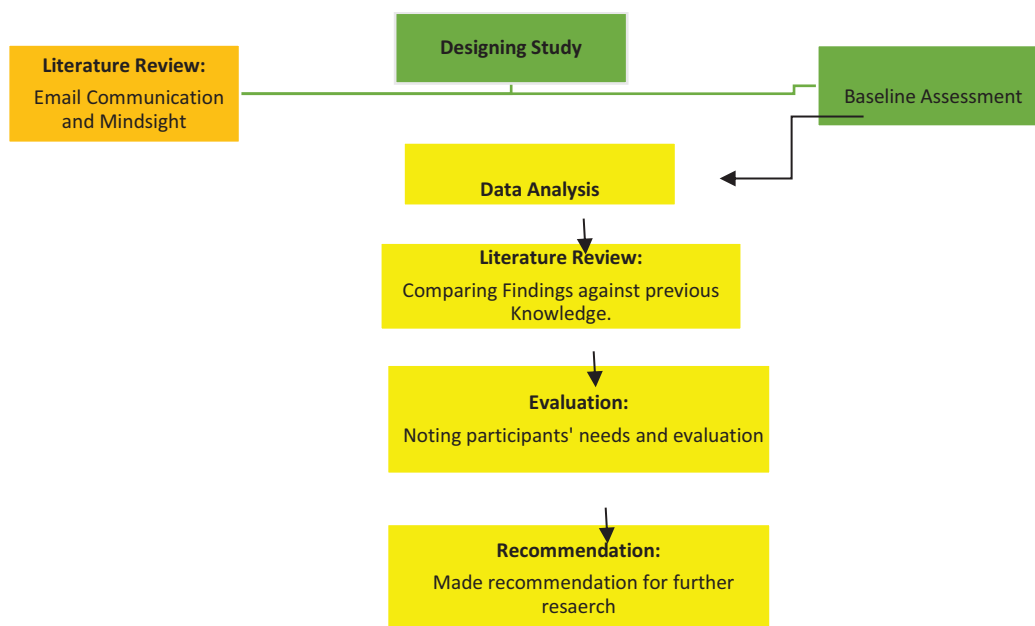 Designing Study
Literature Review:
Email Communication
and Mindsight
Baseline Assessment
Data Analysis
Literature Review:
Comparing Findings against previous
Knowledge.
Evaluation:
Noting participants' needs and evaluation
Recommendation:
Made recommendation for further
resaerch